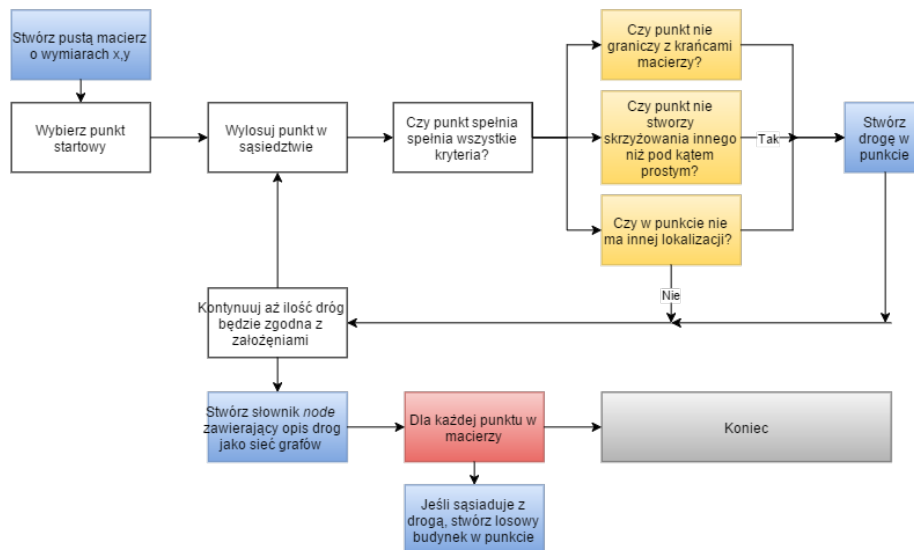 Stwórz pustą macierz
o wymiarach x,y
Wybierz punkt
startowy
Wylosuj punkt w
sąsiedztwie
Czy punkt spełnia
spełnia wszystkie
kryteria?
Czy punkt nie
graniczy z krańcami
macierzy?
Czy punkt nie
stworzy
skrzyżowania innego
niż pod kątem
prostym?
Czy w punkcie nie
ma innej lokalizacji?
Tak
Stwórz
drogę w
punkcie
Nie
Kontynuuj aż ilość dróg
będzie zgodna z
założęniami
Stwórz słownik node
zawierający opis drog
jako sieć grafów
Dla każdej punktu w
macierzy
Koniec
Jeśli sąsiaduje z
drogą, stwórz losowy
budynek w punkcie